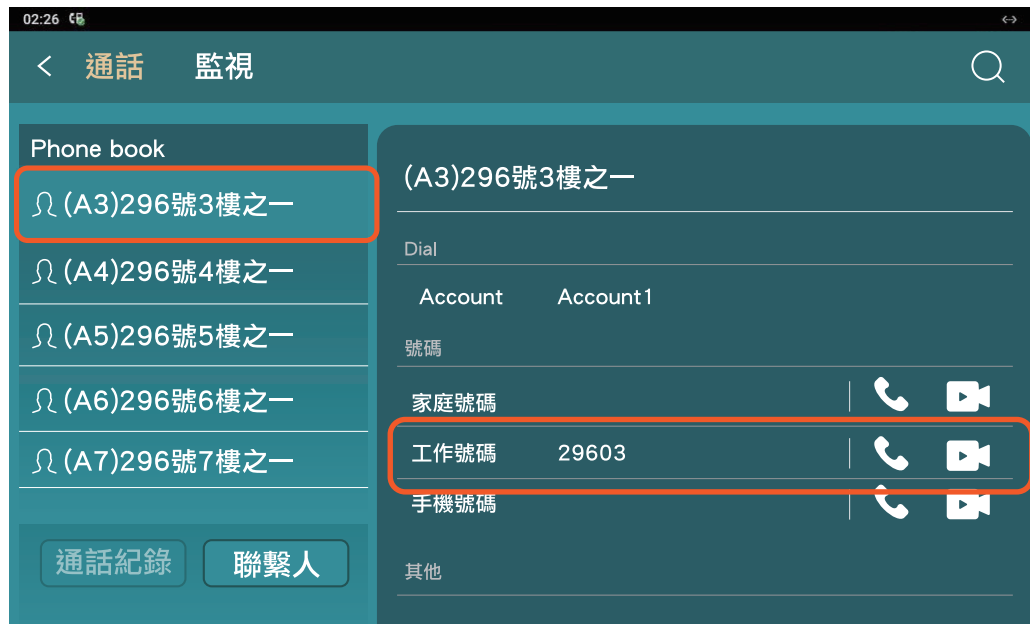 02:26
通話 監視
Phone book
(A3)296號3樓之一
(A4)296號4樓之一
(A5)296號5樓之一
(A6)296號6樓之一
(A7)296號7樓之一
通話紀錄 聯繫人
(A3)296號3樓之一
Dial
Account Account1
號碼
家庭號碼
工作號碼 29603
手機號碼
其他